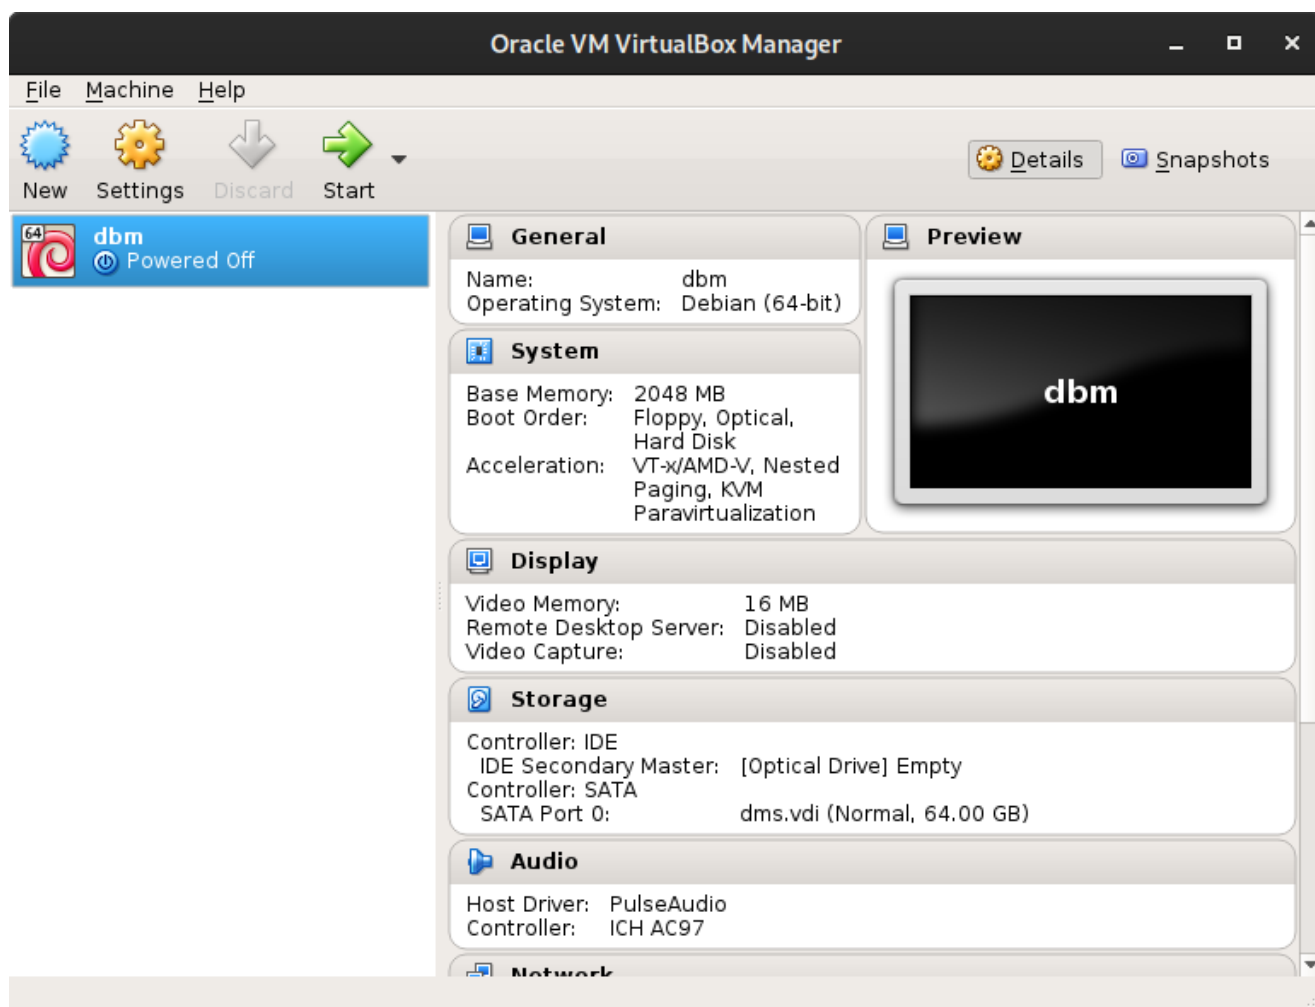 Oracle VM VirtualBox Manager
File Machine Help
New Settings Discard Start
Details Snapshots
64
dbm
Powered Off
General
Name: dbm
Operating System: Debian (64-bit)
System
Base Memory: 2048 MB
Boot Order: Floppy, Optical,
Hard Disk
Acceleration: VT-x/AMD-V, Nested
Paging, KVM
Paravirtualization
Preview
dbm
Display
Video Memory: 16 MB
Remote Desktop Server: Disabled
Video Capture: Disabled
Storage
Controller: IDE
IDE Secondary Master: [Optical Drive] Empty
Controller: SATA
SATA Port 0: dms.vdi (Normal, 64.00 GB)
Audio
Host Driver: PulseAudio
Controller: ICH AC97
Network